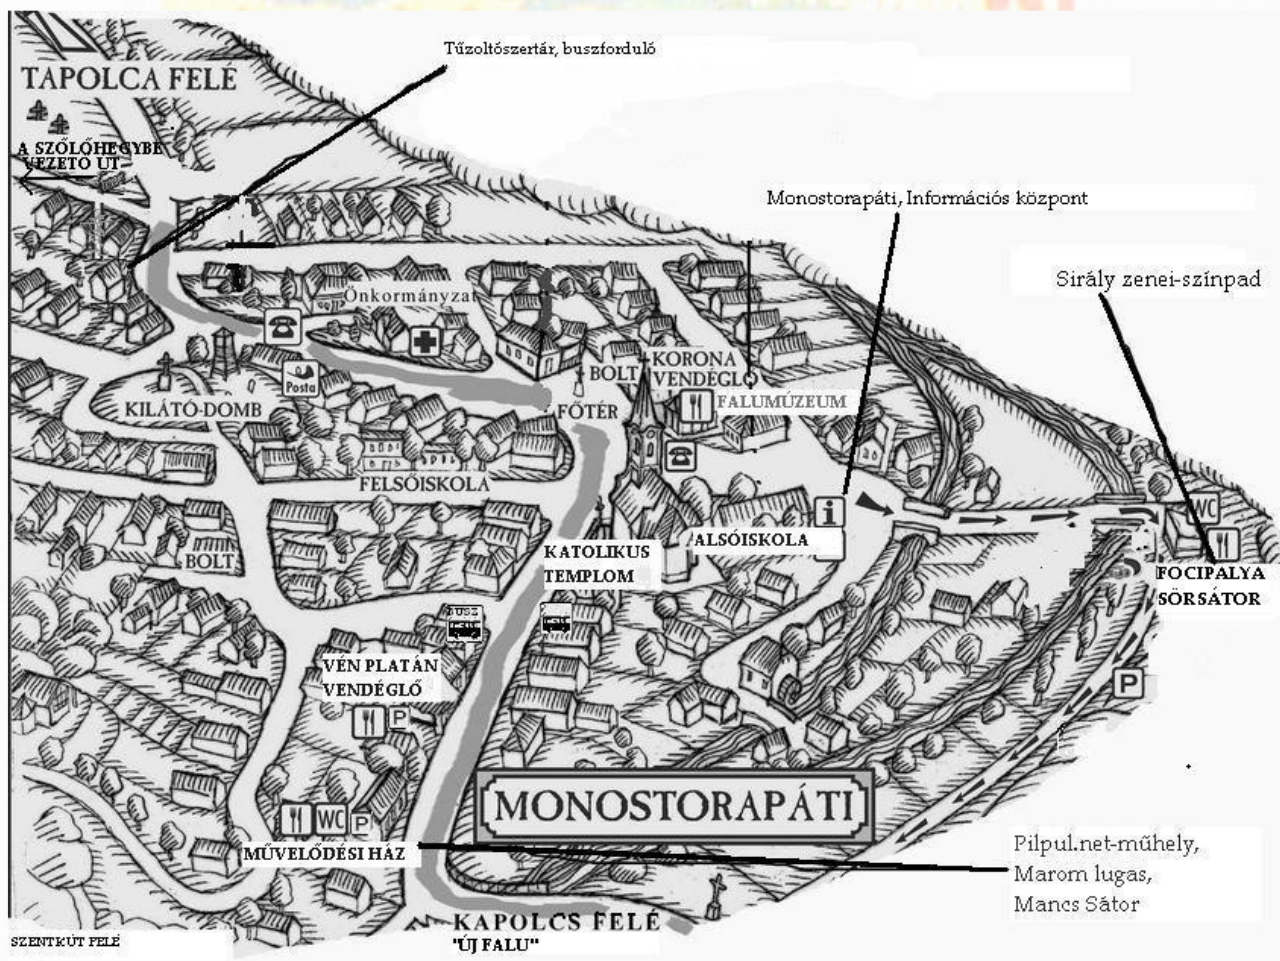 Tűzoltószertár, buszforduló
TAPOLCA FELÉ
A SZŐLŐHEGYBE
VEZETŐ ÚT
Monostorapáti, Információs központ
Sirály zenei-színpad
Önkormányzat
Posta
KILÁTÓ-DOMB
BOLT
KORONA
VENDÉGLŐ
FALUMÚZEUM
FŐTÉR
FELSŐISKOLA
WC
i
ALSÓISKOLA
KATOLIKUS
TEMPLOM
BOLT
FOCIPALYA
SÖRSÁTOR
BUSZ
VÉN PLATÁN
VENDÉGLŐ
P
P
MONOSTORAPÁTI
WC
P
MŰVELŐDÉSI HÁZ
Pilpul.net-műhely,
Marom lugas,
Mancs Sátor
KAPOLCS FELÉ
"ÚJ FALU"
SZENTKÚT FELÉ